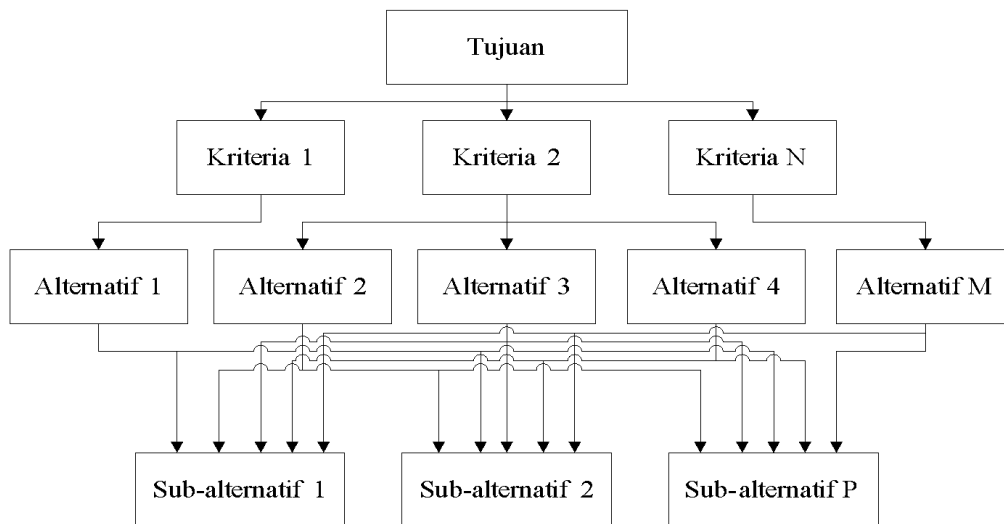 Tujuan
Kriteria 1
Kriteria 2
Kriteria N
Alternatif 1
Alternatif 2
Alternatif 3
Alternatif 4
Alternatif M
Sub-alternatif 1
Sub-alternatif 2
Sub-alternatif P